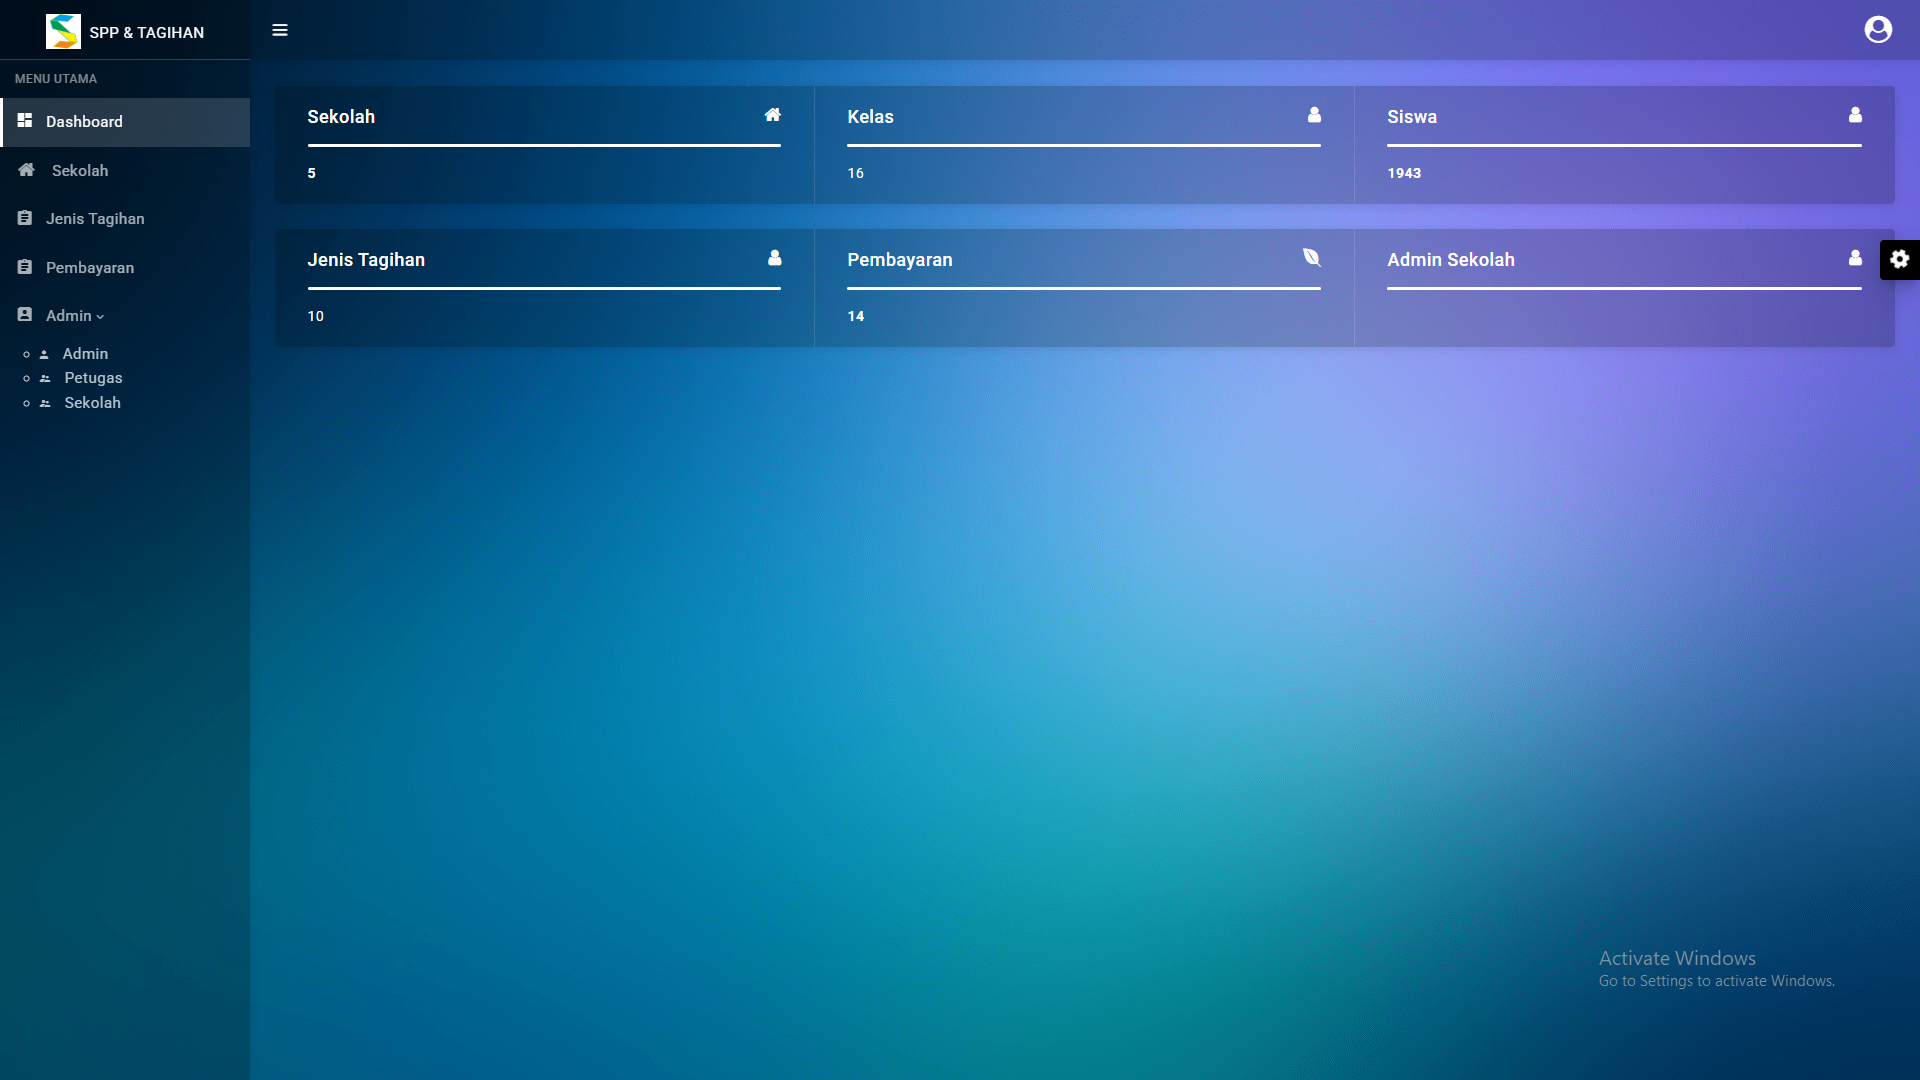 SPP & TAGIHAN
MENU UTAMA
Dashboard
Sekolah
Jenis Tagihan
Pembayaran
Admin
Admin
Petugas
Sekolah
Sekolah
5
Kelas
16
Siswa
1943
Jenis Tagihan
10
Pembayaran
14
Admin Sekolah
Activate Windows
Go to Settings to activate Windows.